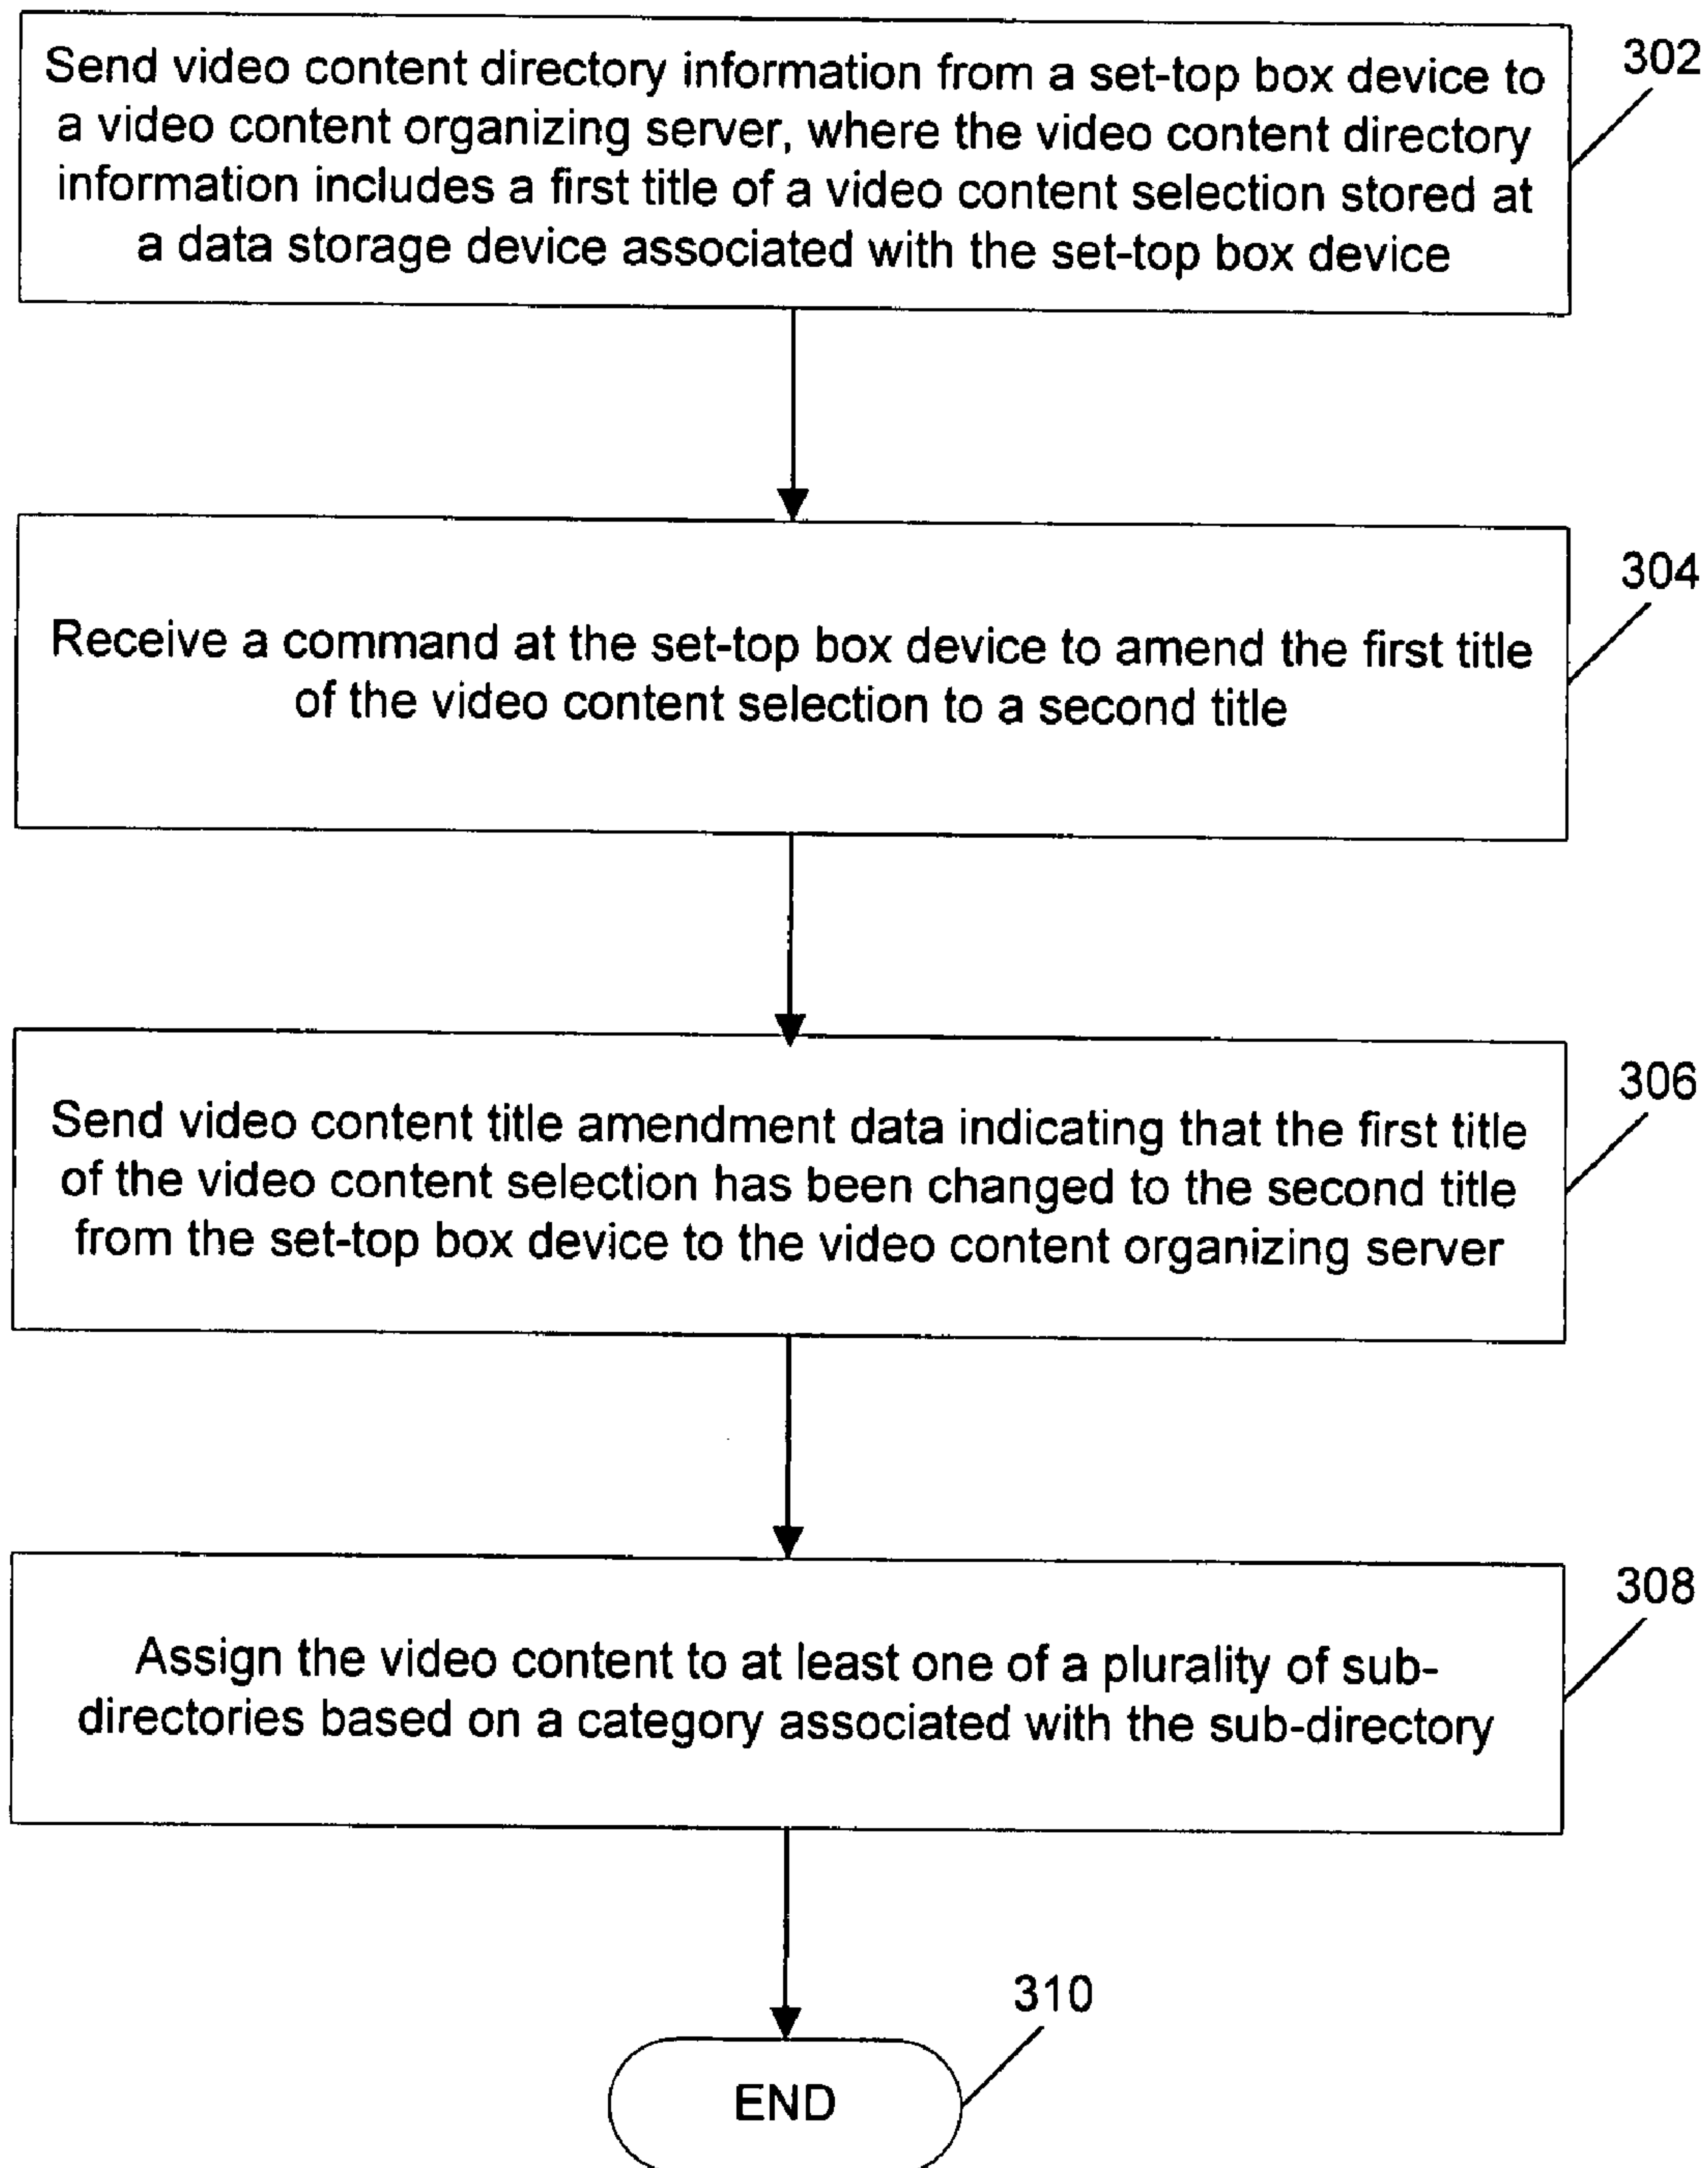 Send video content directory information from a set-top box device to
a video content organizing server, where the video content directory
information includes a first title of a video content selection stored at
a data storage device associated with the set-top box device
302
Receive a command at the set-top box device to amend the first title
of the video content selection to a second title
304
Send video content title amendment data indicating that the first title
of the video content selection has been changed to the second title
from the set-top box device to the video content organizing server
306
Assign the video content to at least one of a plurality of sub-
directories based on a category associated with the sub-directory
308
310
END